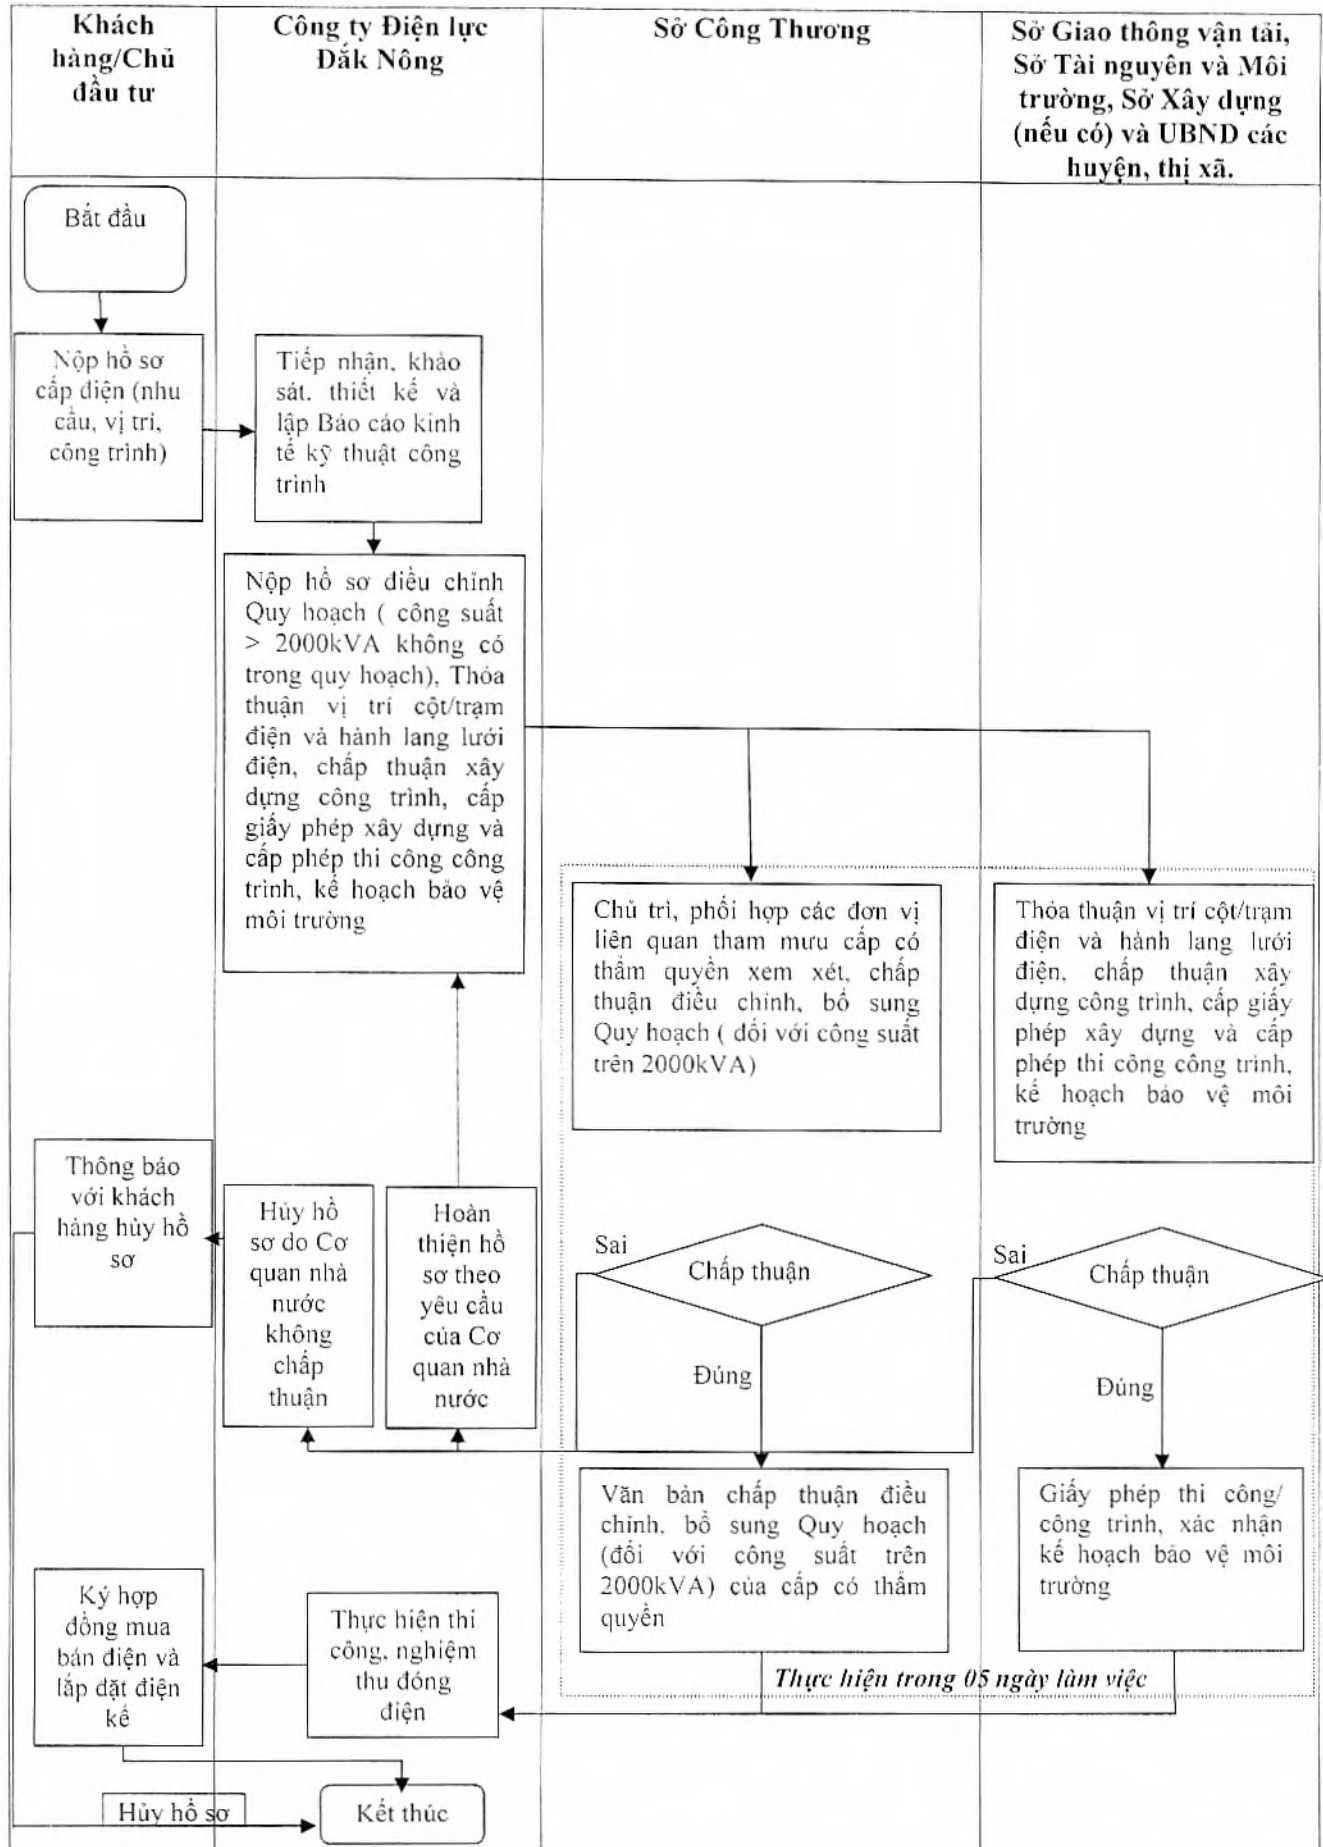 Khách
hàng/Chủ
đầu tư
Công ty Điện lực
Đắk Nông
Sở Công Thương
Sở Giao thông vận tải,
Sở Tài nguyên và Môi
trường, Sở Xây dựng
(nếu có) và UBND các
huyện, thị xã.
Bắt đầu
Nộp hồ sơ
cấp điện (nhu
cầu, vị trí,
công trình)
Tiếp nhận, khảo
sát, thiết kế và
lập Báo cáo kinh
tế kỹ thuật công
trình
Nộp hồ sơ điều chỉnh
Quy hoạch ( công suất
> 2000kVA không có
trong quy hoạch), Thỏa
thuận vị trí cột/trạm
điện và hành lang lưới
điện, chấp thuận xây
dựng công trình, cấp
giấy phép xây dựng và
cấp phép thi công công
trình, kế hoạch bảo vệ
môi trường
Chủ trì, phối hợp các đơn vị
liên quan tham mưu cấp có
thẩm quyền xem xét, chấp
thuận điều chỉnh, bổ sung
Quy hoạch ( đối với công suất
trên 2000kVA)
Thỏa thuận vị trí cột/trạm
điện và hành lang lưới
điện, chấp thuận xây
dựng công trình, cấp giấy
phép xây dựng và cấp
phép thi công công trình,
kế hoạch bảo vệ môi
trường
Thông báo
với khách
hàng hủy hồ
sơ
Hủy hồ
sơ do Cơ
quan nhà
nước
không
chấp
thuận
Hoàn
thiện hồ
sơ theo
yêu cầu
của Cơ
quan nhà
nước
Sai
Chấp thuận
Đúng
Sai
Chấp thuận
Đúng
Văn bản chấp thuận điều
chỉnh, bổ sung Quy hoạch
(đối với công suất trên
2000kVA) của cấp có thẩm
quyền
Giấy phép thi công/
công trình, xác nhận
kế hoạch bảo vệ môi
trường
Ký hợp
đồng mua
bán điện và
lắp đặt điện
kế
Thực hiện thi
công, nghiệm
thu đóng
điện
Thực hiện trong 05 ngày làm việc
Hủy hồ sơ
Kết thúc